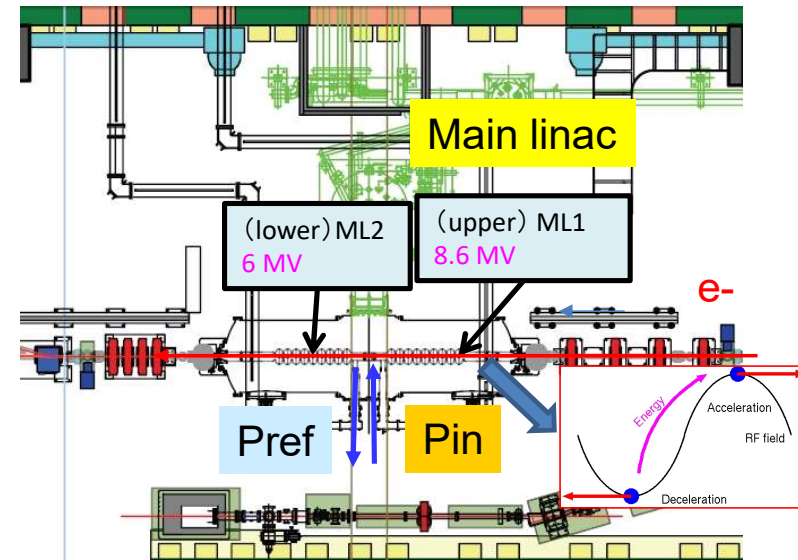 Main linac
(lower) ML2
6 MV
(upper) ML1
8.6 MV
e-
Pref
Pin
Energy
Acceleration
RF field
Deceleration